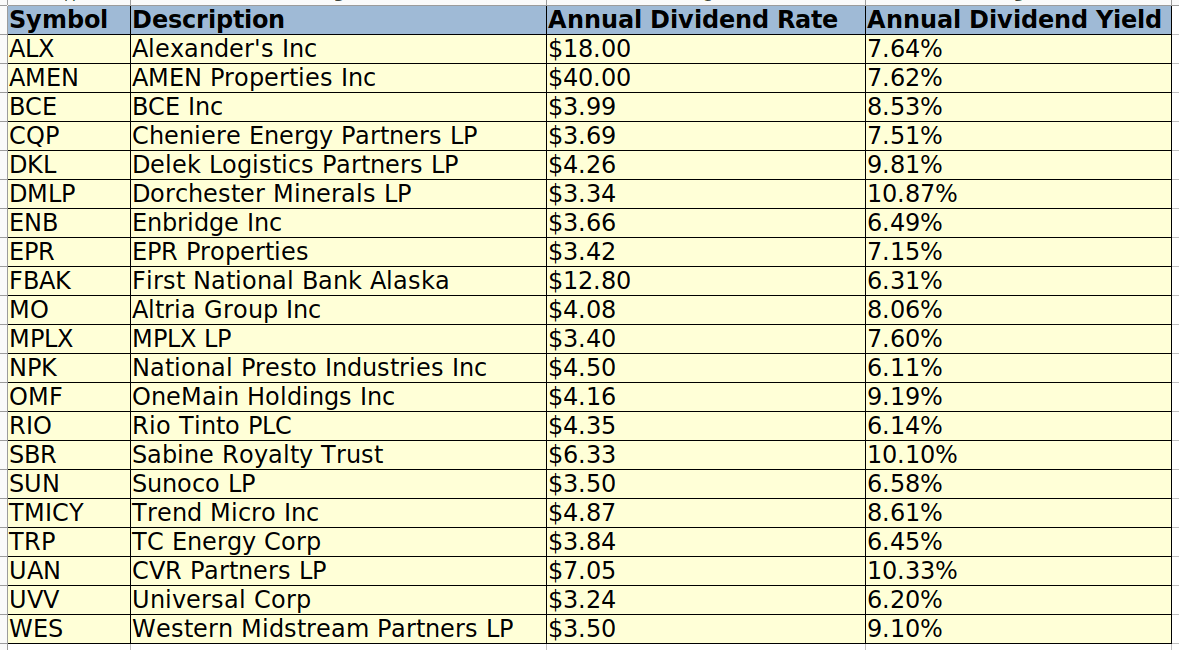 Symbol Description Annual Dividend Rate Annual Dividend Yield
ALX Alexander's Inc $18.00 7.64%
AMEN AMEN Properties Inc $40.00 7.62%
BCE BCE Inc $3.99 8.53%
CQP Cheniere Energy Partners LP $3.69 7.51%
DKL Delek Logistics Partners LP $4.26 9.81%
DMLP Dorchester Minerals LP $3.34 10.87%
ENB Enbridge Inc $3.66 6.49%
EPR EPR Properties $3.42 7.15%
FBAK First National Bank Alaska $12.80 6.31%
MO Altria Group Inc $4.08 8.06%
MPLX MPLX LP $3.40 7.60%
NPK National Presto Industries Inc $4.50 6.11%
OMF OneMain Holdings Inc $4.16 9.19%
RIO Rio Tinto PLC $4.35 6.14%
SBR Sabine Royalty Trust $6.33 10.10%
SUN Sunoco LP $3.50 6.58%
TMICY Trend Micro Inc $4.87 8.61%
TRP TC Energy Corp $3.84 6.45%
UAN CVR Partners LP $7.05 10.33%
UVV Universal Corp $3.24 6.20%
WES Western Midstream Partners LP $3.50 9.10%